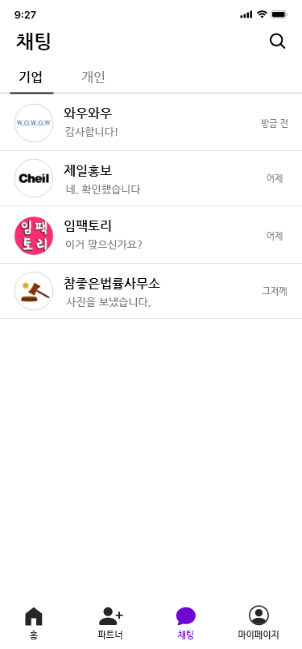 9:27
채팅
기업 개인
WOWOW
와우와우
감사합니다!
방금 전
Cheil
제일홍보
네, 확인했습니다
어제
임팩
토리
임팩토리
이거 맞으신가요?
어제
참좋은법률사무소
사진을 보냈습니다.
그저께
홈 파트너 채팅 마이페이지